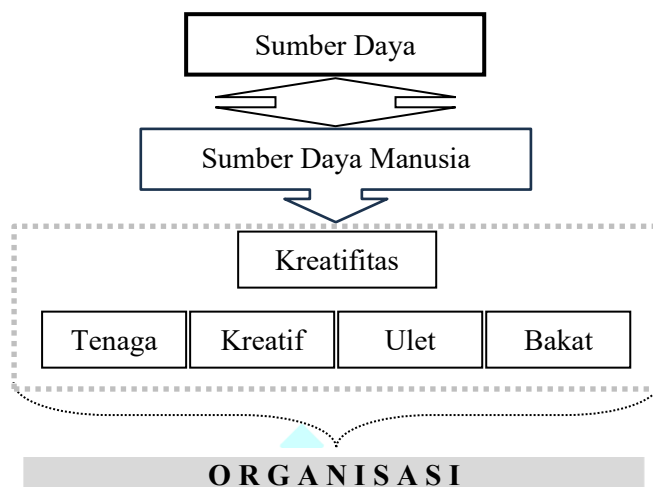 Sumber Daya
Sumber Daya Manusia
Kreatifitas
Tenaga Kreatif Ulet Bakat
O R G A N I S A S I